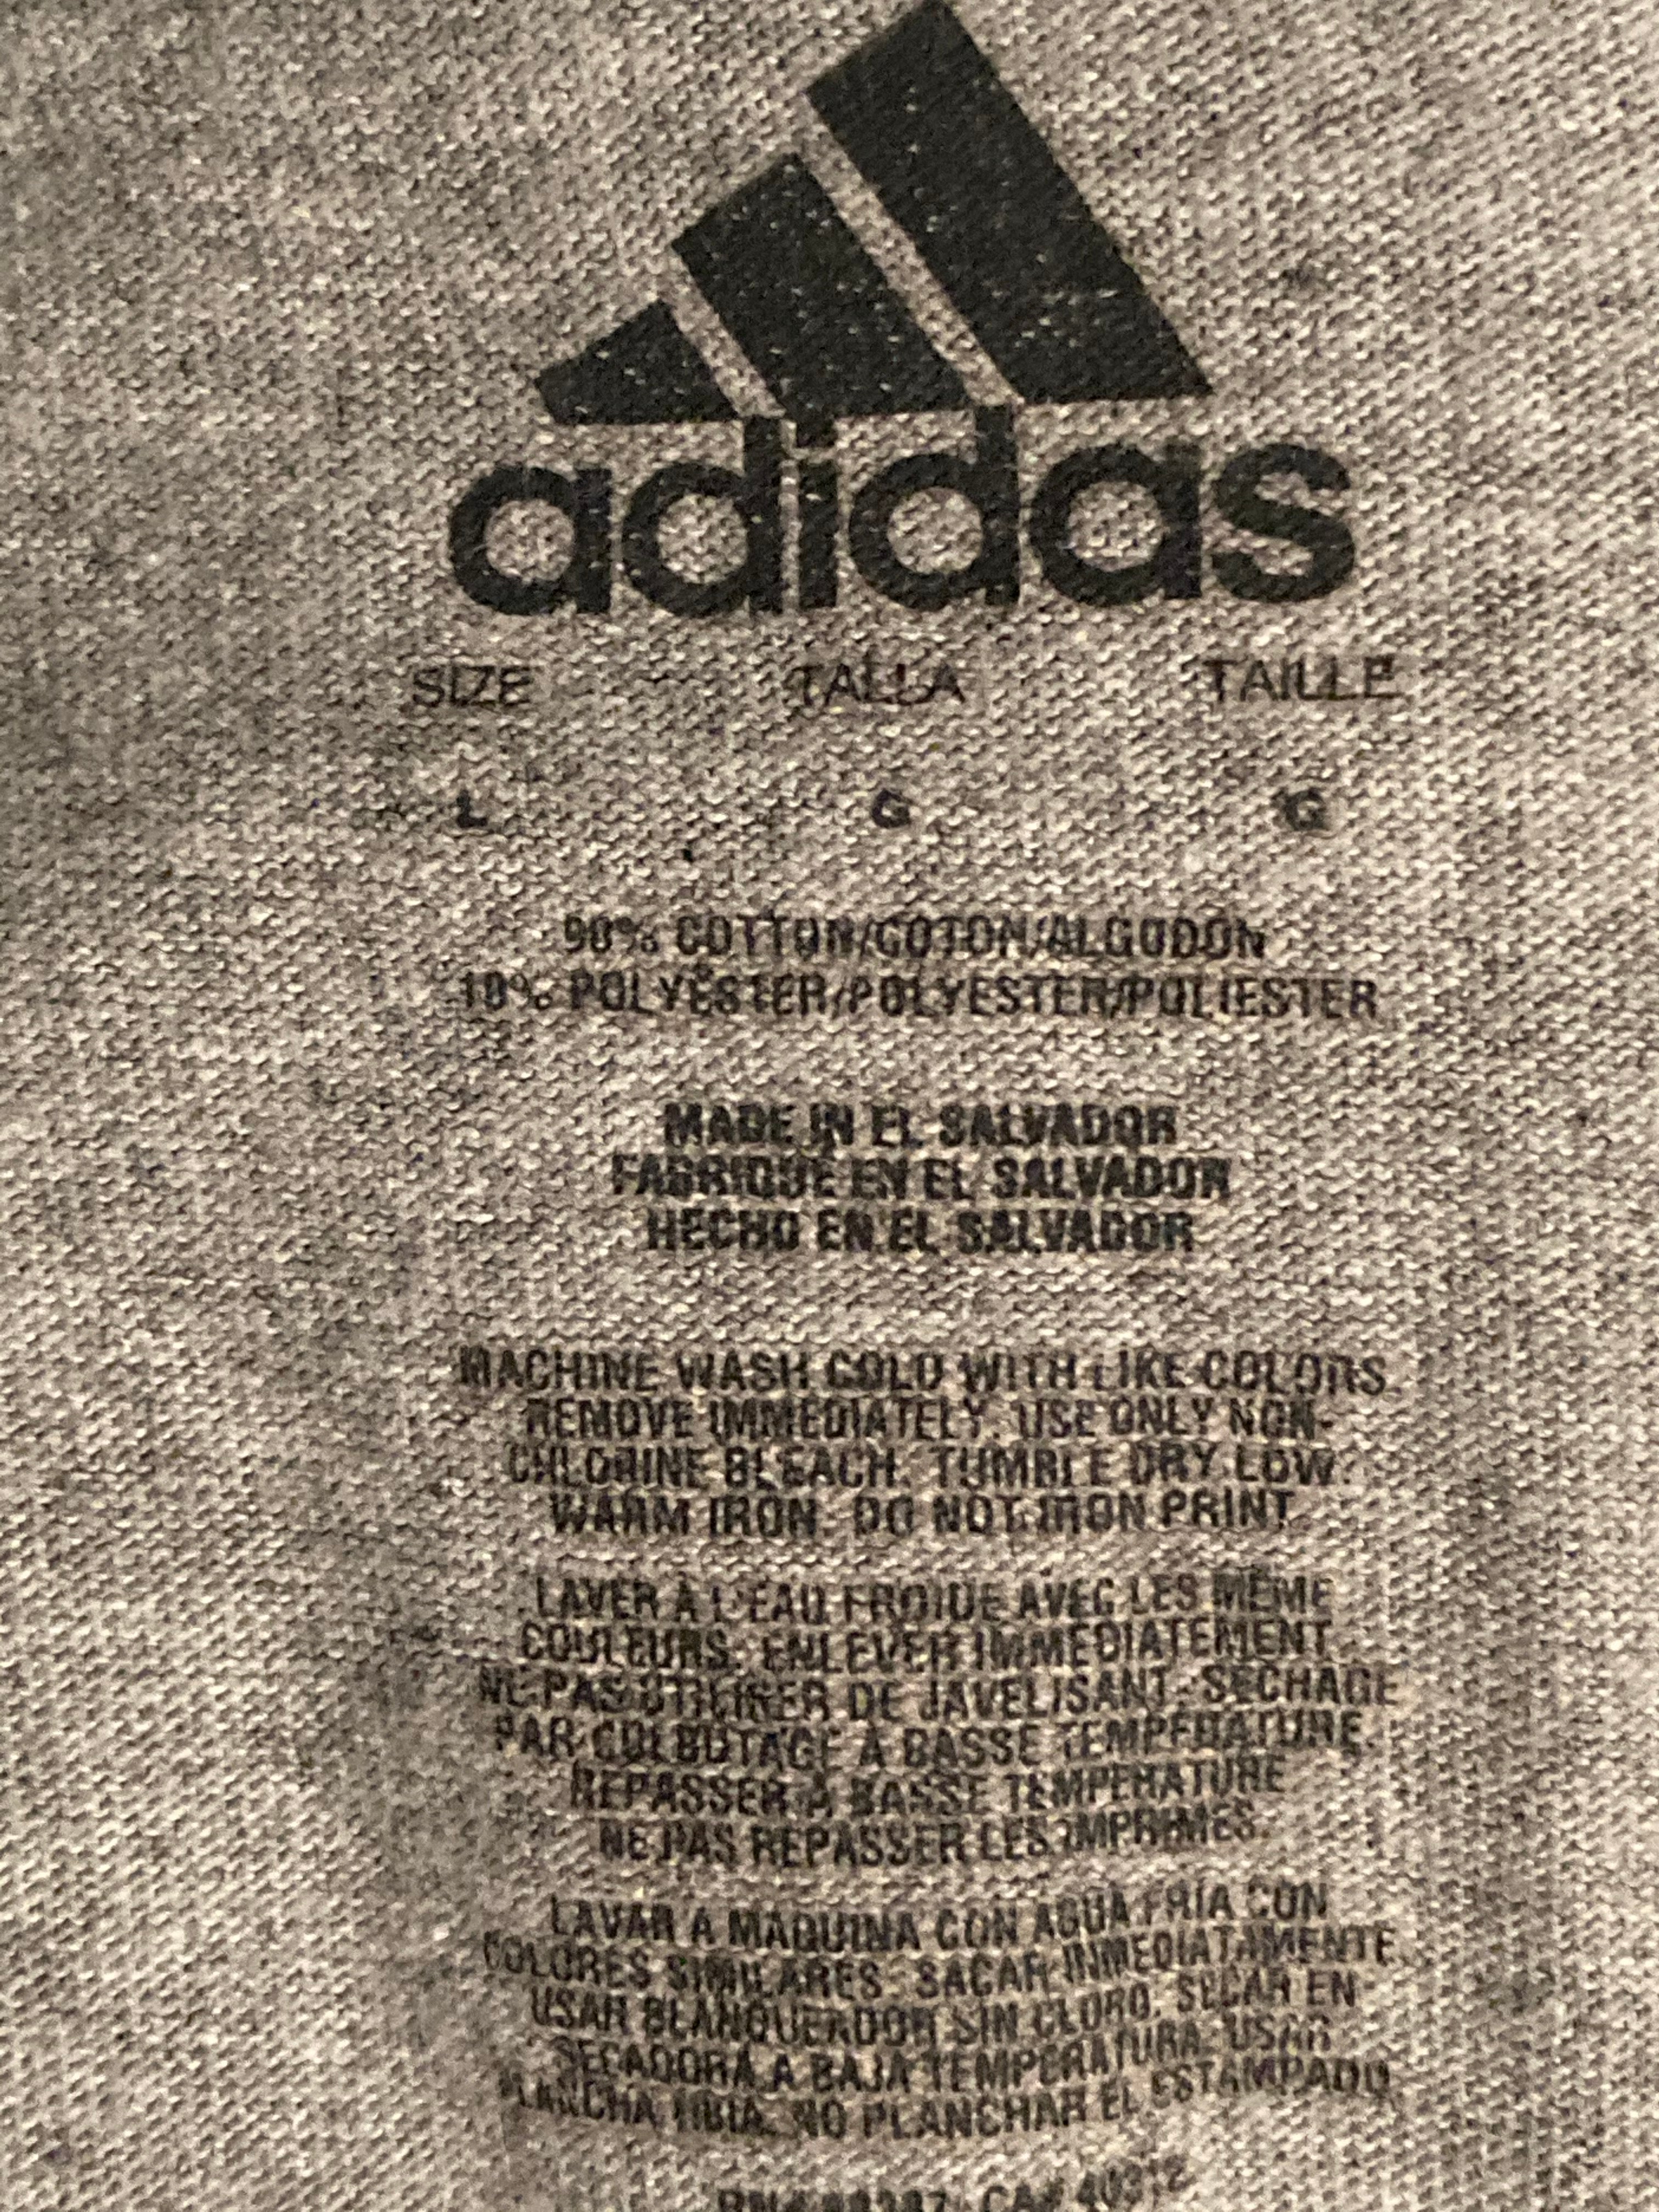 adidas
SIZE TALLA TAILLE
L G G
90% COTTON/COTON/ALGODON
10% POLYESTER/POLYESTER/POLIESTER
MADE IN EL SALVADOR
FABRIQUE EN EL SALVADOR
HECHO EN EL SALVADOR
MACHINE WASH COLD WITH LIKE COLORS.
REMOVE IMMEDIATELY. USE ONLY NON-
CHLORINE BLEACH. TUMBLE DRY LOW.
WARM IRON. DO NOT IRON PRINT.
LAVER A L'EAU FROIDE AVEC LES MEME
COULEURS. ENLEVER IMMEDIATEMENT
NE PAS UTILISER DE JAVELISANT. SECHAGE
PAR CULBUTAGE A BASSE TEMPERATURE.
REPASSER A BASSE TEMPERATURE
NE PAS REPASSER LES IMPRIMES.
LAVAR A MAQUINA CON AGUA FRIA CON
COLORES SIMILARES. SACAR INMEDIATAMENTE.
USAR BLANQUEADOR SIN CLORO. SECAR EN
SECADORA A BAJA TEMPERATURA. USAR
PLANCHA TIBIA. NO PLANCHAR EL ESTAMPADO.
CA# 40312